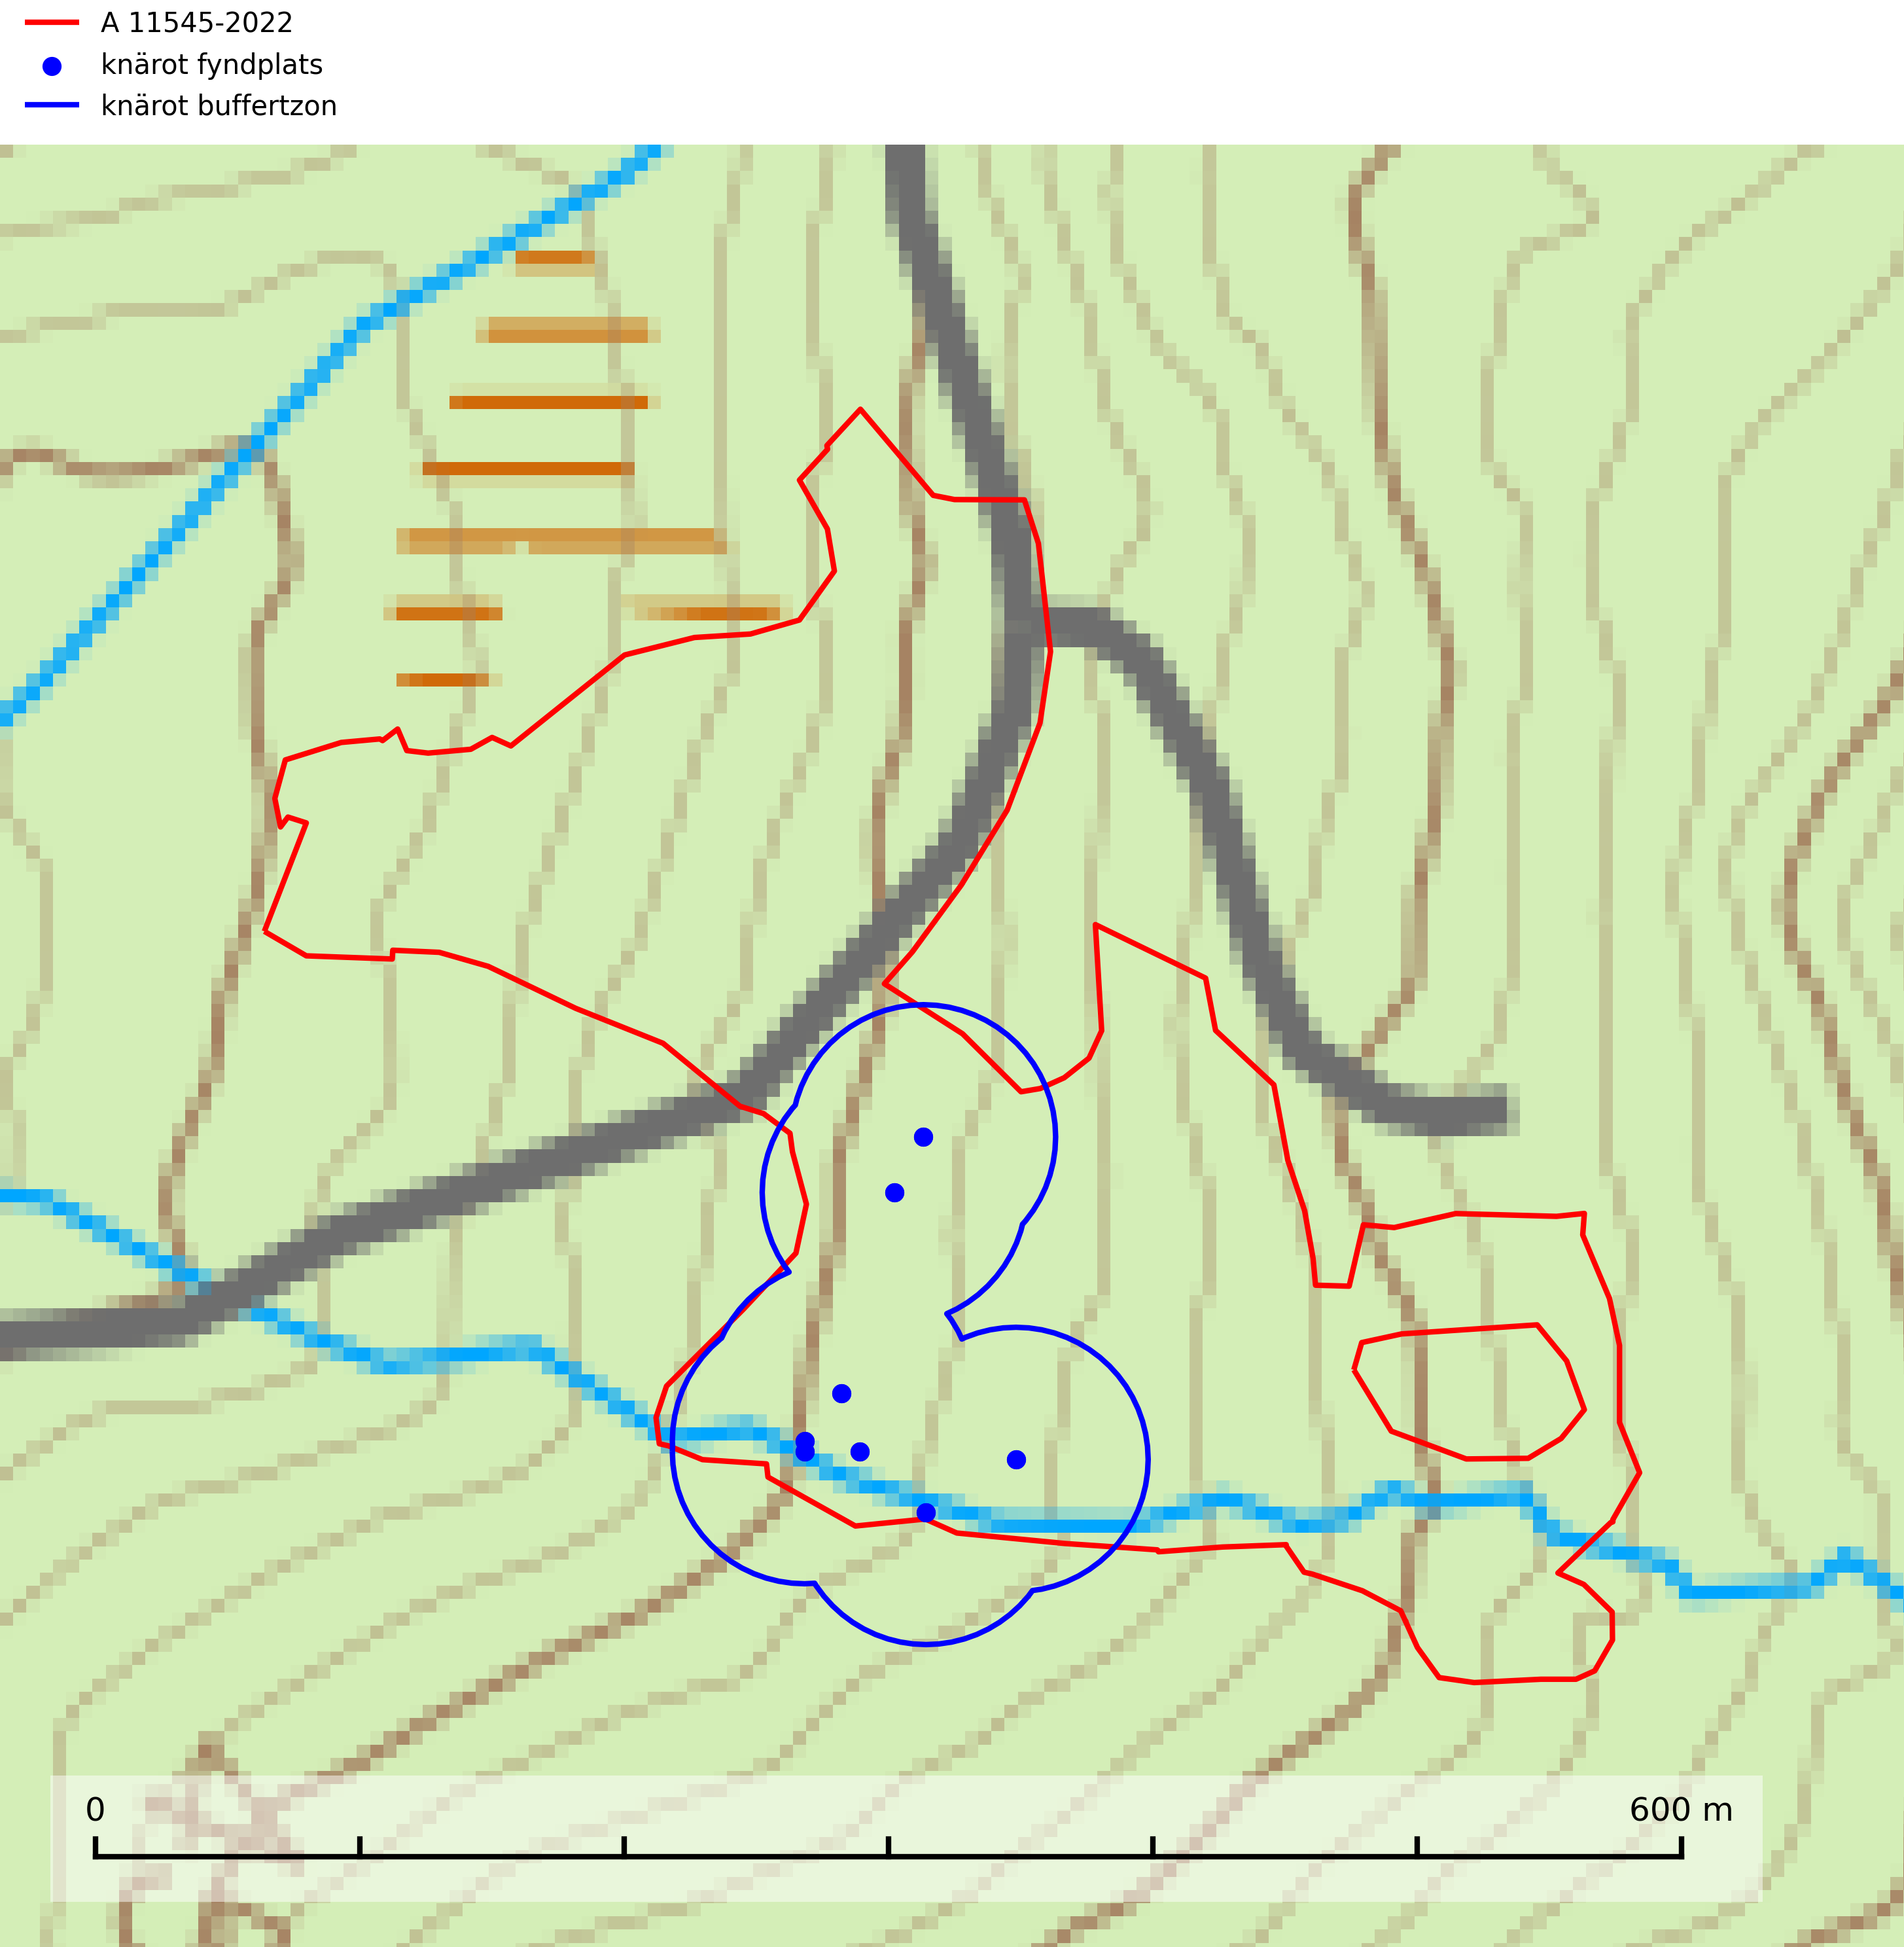 A 11545-2022
knärot fyndplats
knärot buffertzon
0 600 m